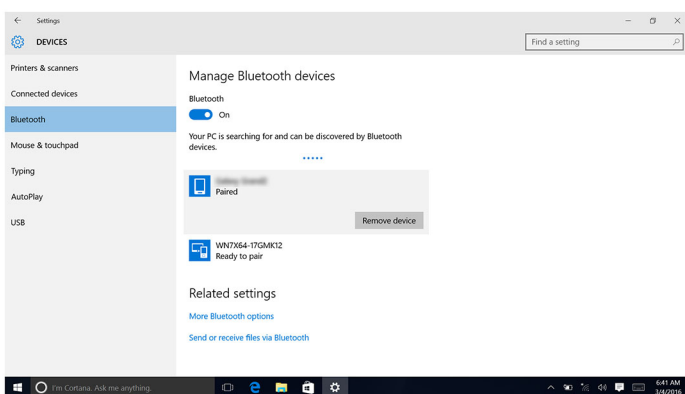 Settings
DEVICES
Find a setting
Printers & scanners
Connected devices
Bluetooth
Mouse & touchpad
Typing
AutoPlay
USB
Manage Bluetooth devices
Bluetooth
On
Your PC is searching for and can be discovered by Bluetooth
devices.
Paired
Remove device
WN7X64-17GMK12
Ready to pair
Related settings
More Bluetooth options
Send or receive files via Bluetooth
I'm Cortana. Ask me anything.
6:41 AM
3/4/2016